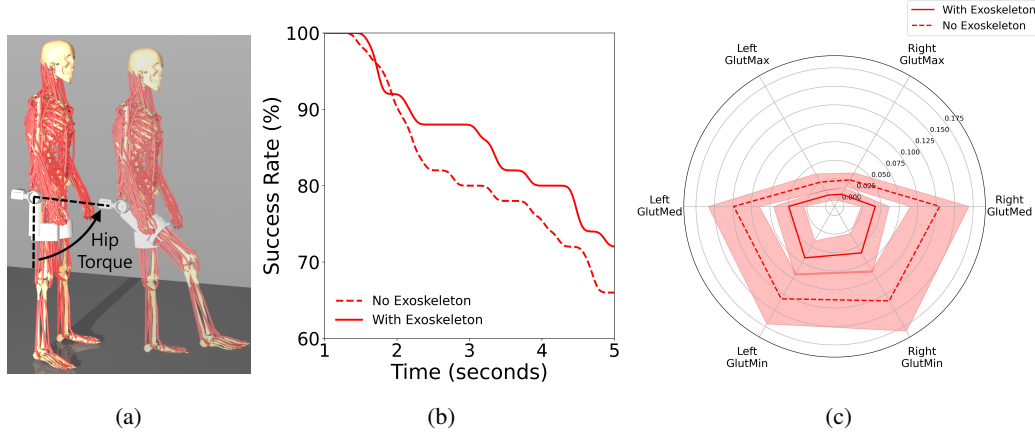 Hip
Torque
(a)
Success Rate (%)
100
90
80
70
60
No Exoskeleton
With Exoskeleton
1
2
3
4
5
Time (seconds)
(b)
With Exoskeleton
No Exoskeleton
Left
GlutMax
Right
GlutMax
0.175
0.150
0.125
0.100
0.075
0.050
0.025
0.000
Left
GlutMed
Right
GlutMed
Left
GlutMin
Right
GlutMin
(c)